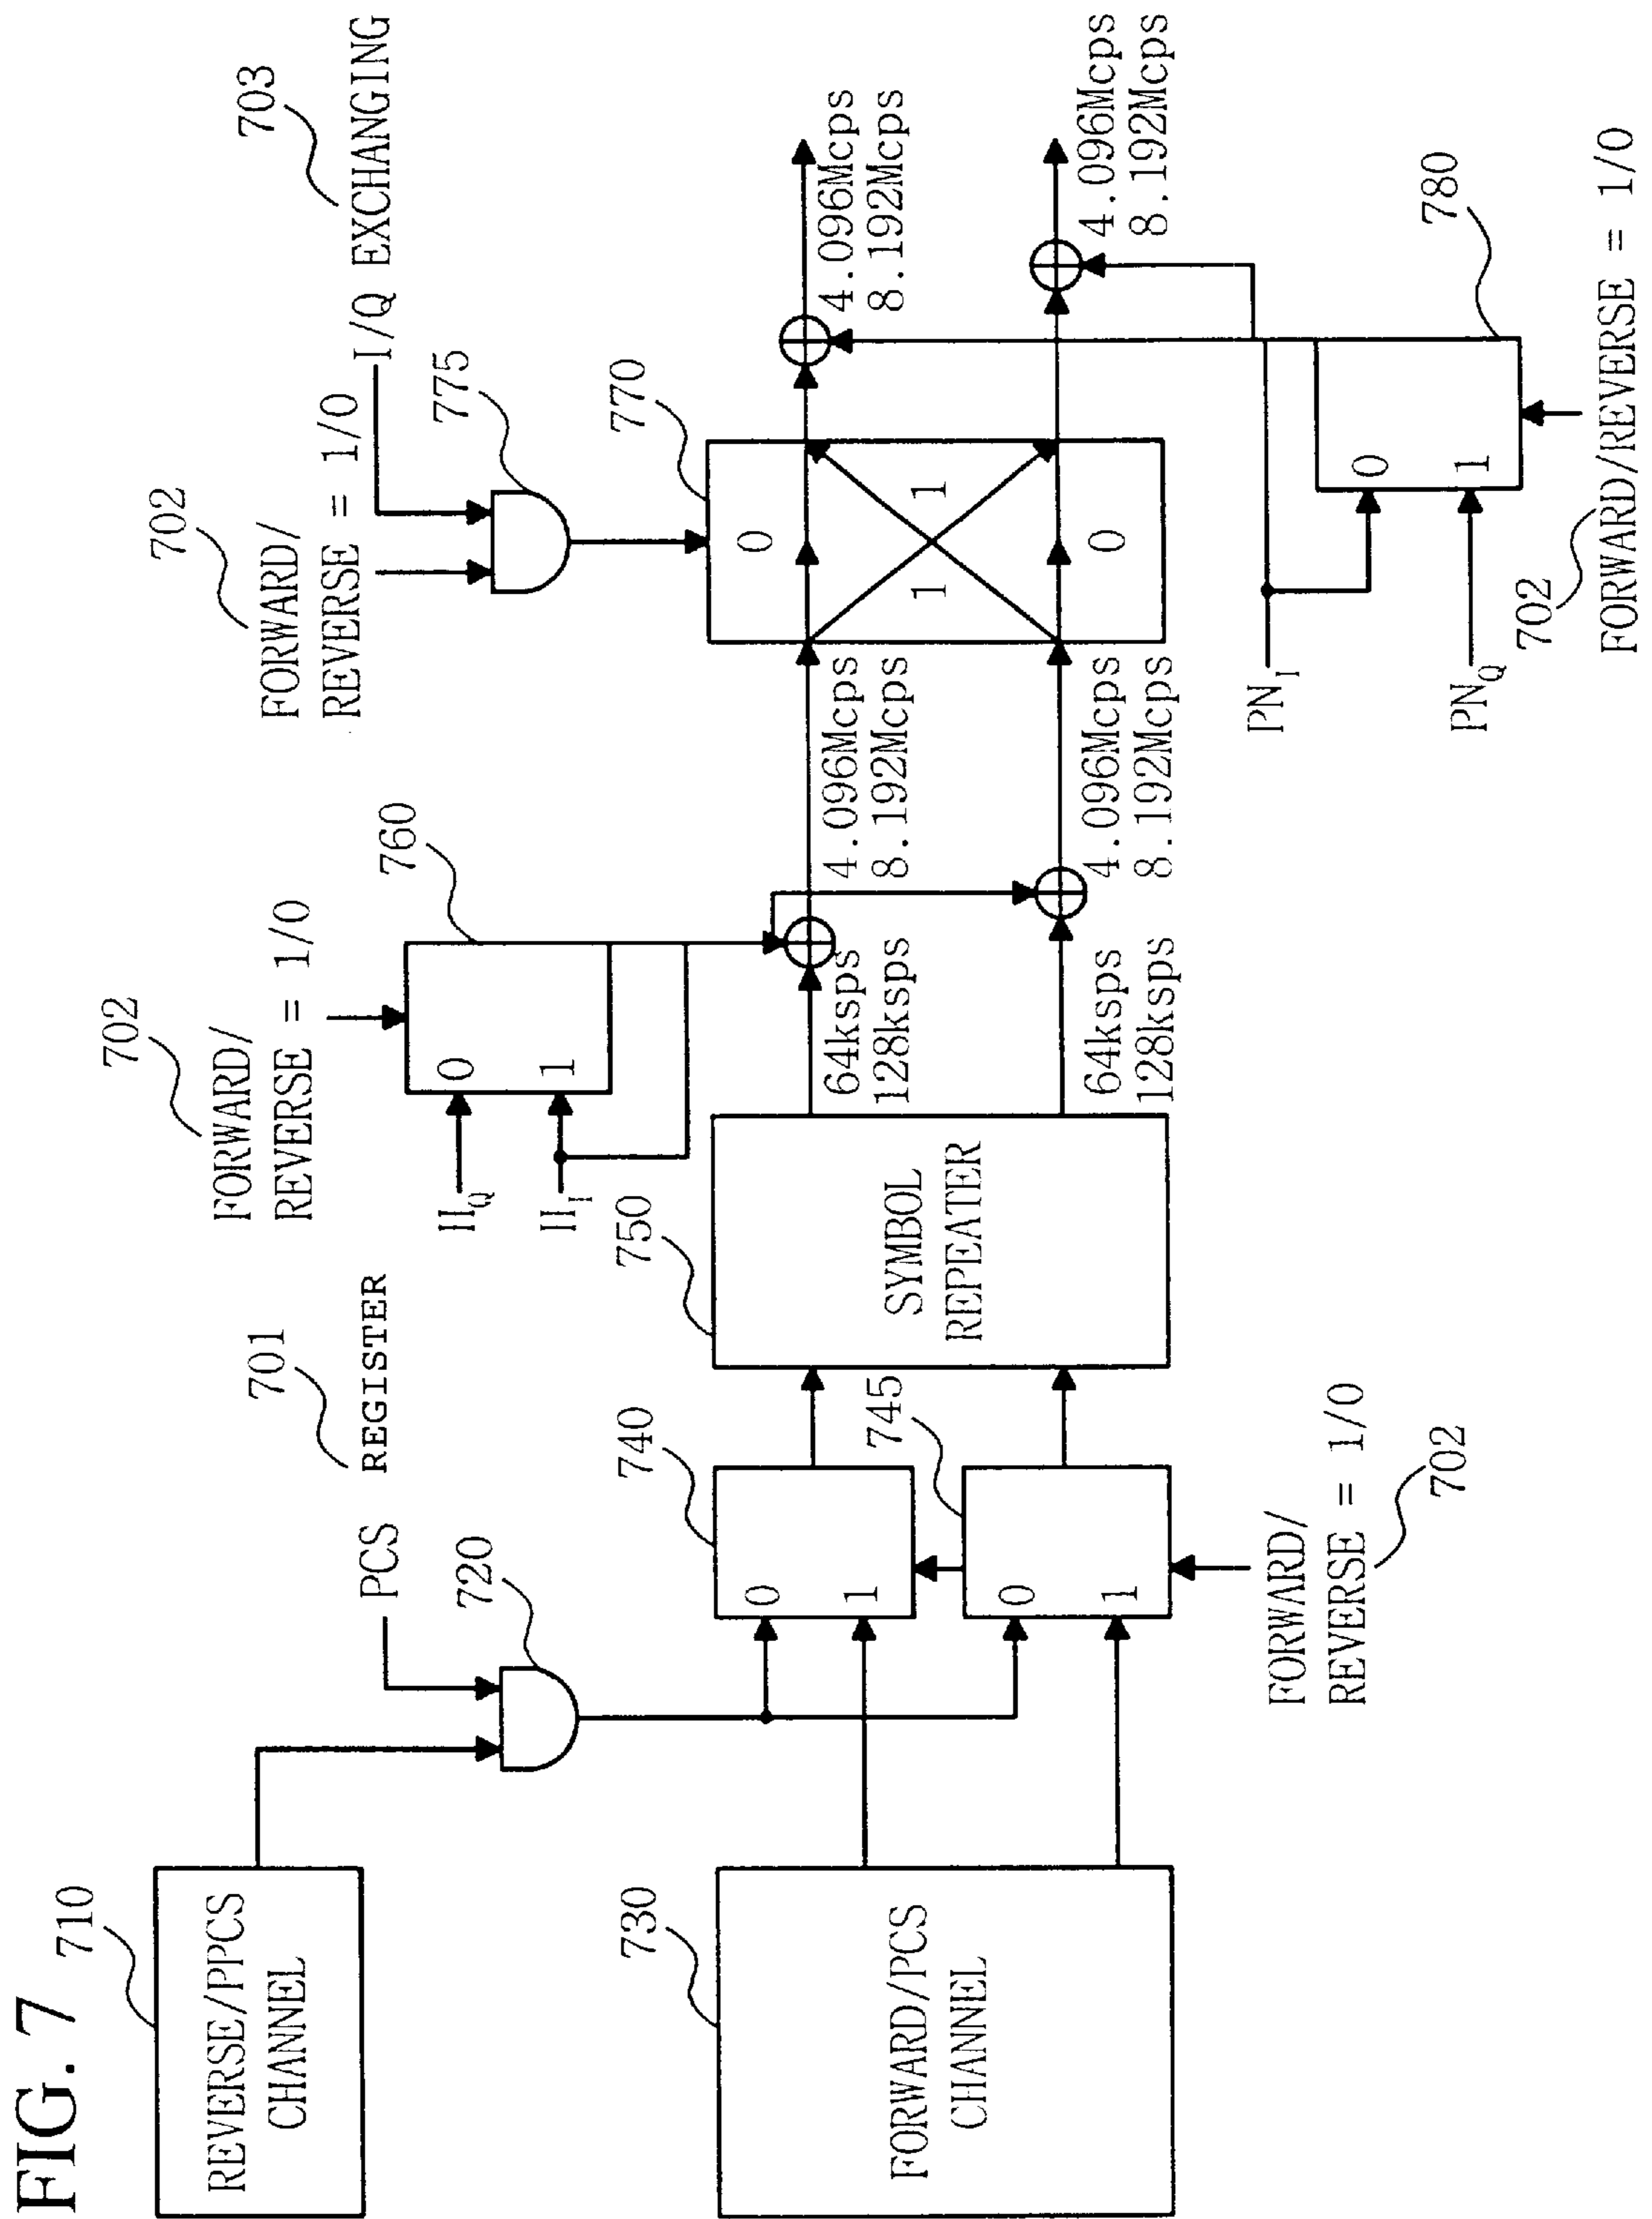 FIG. 7
710
REVERSE/PPCS
CHANNEL
730
FORWARD/PCS
CHANNEL
701
PCS REGISTER
720
740
0
1
745
0
1
FORWARD/
REVERSE = 1/0
702
750
SYMBOL
REPEATER
702
FORWARD/
REVERSE = 1/0
760
0
1
HQ
HI
64ksps
128ksps
64ksps
128ksps
4.096Mcps
8.192Mcps
4.096Mcps
8.192Mcps
702
FORWARD/
REVERSE = 1/0
703
I/Q EXCHANGING
775
770
0
1
1
0
4.096Mcps
8.192Mcps
4.096Mcps
8.192Mcps
PNI
PNQ
0
1
780
702
FORWARD/REVERSE = 1/0